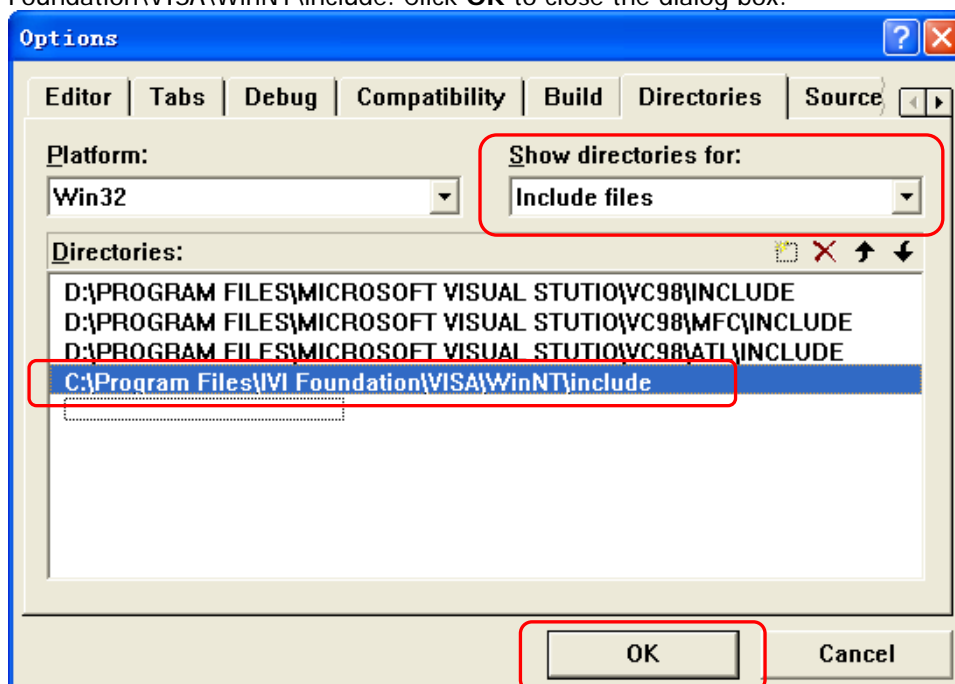 Foundation\VISA\WinNT\include. Click OK to close the dialog box.
Options
Editor Tabs Debug Compatibility Build Directories Source
Platform: Show directories for:
Win32 Include files
Directories:
D:\PROGRAM FILES\MICROSOFT VISUAL STUTIO\VC98\INCLUDE
D:\PROGRAM FILES\MICROSOFT VISUAL STUTIO\VC98\MFC\INCLUDE
D:\PROGRAM FILES\MICROSOFT VISUAL STUTIO\VC98\ATL\INCLUDE
C:\Program Files\IVI Foundation\VISA\WinNT\include
OK Cancel